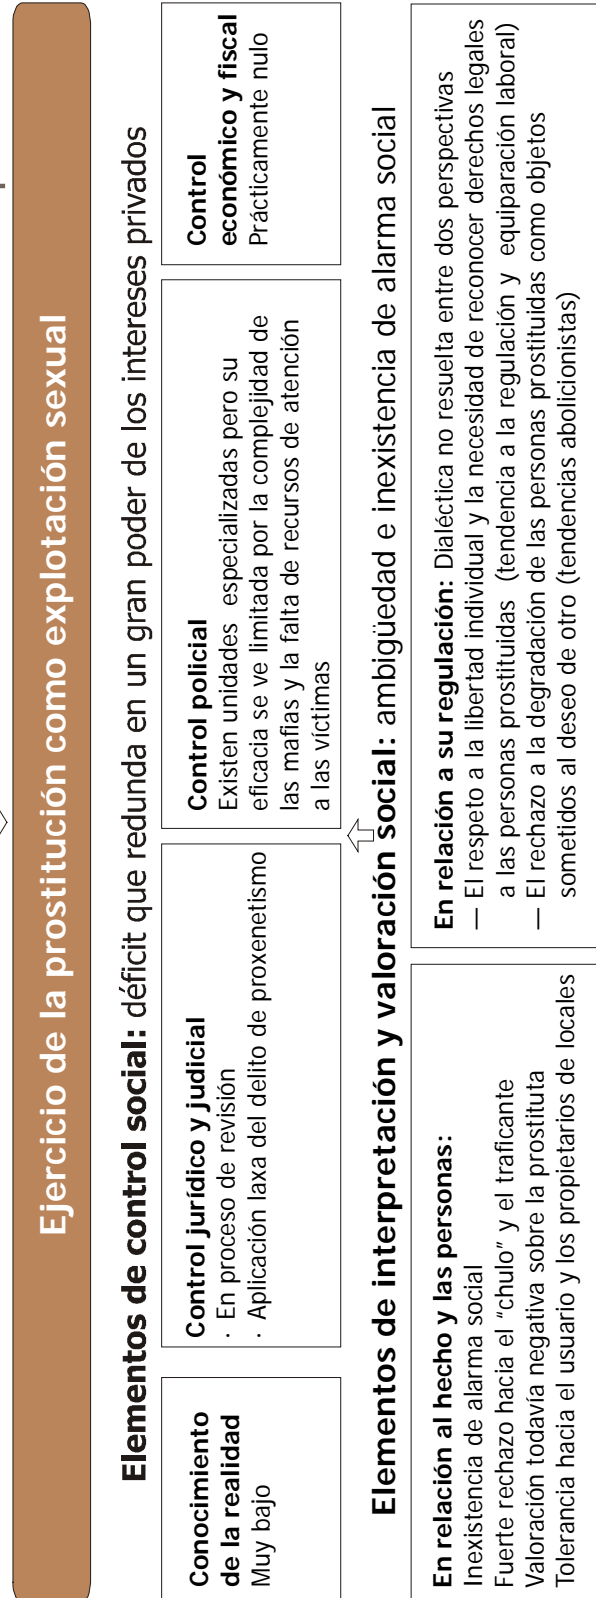 Ejercicio de la prostitución como explotación sexual
Elementos de control social: déficit que redunda en un gran poder de los intereses privados
Conocimiento
de la realidad
Muy bajo
Control jurídico y judicial
· En proceso de revisión
· Aplicación laxa del delito de proxenetismo
Control policial
Existen unidades especializadas pero su
eficacia se ve limitada por la complejidad de
las mafias y la falta de recursos de atención
a las víctimas
Control
económico y fiscal
Prácticamente nulo
Elementos de interpretación y valoración social: ambigüedad e inexistencia de alarma social
En relación al hecho y las personas:
Inexistencia de alarma social
Fuerte rechazo hacia el "chulo" y el traficante
Valoración todavía negativa sobre la prostituta
Tolerancia hacia el usuario y los propietarios de locales
En relación a su regulación: Dialéctica no resuelta entre dos perspectivas
— El respeto a la libertad individual y la necesidad de reconocer derechos legales
a las personas prostituidas (tendencia a la regulación y equiparación laboral)
— El rechazo a la degradación de las personas prostituidas como objetos
sometidos al deseo de otro (tendencias abolicionistas)